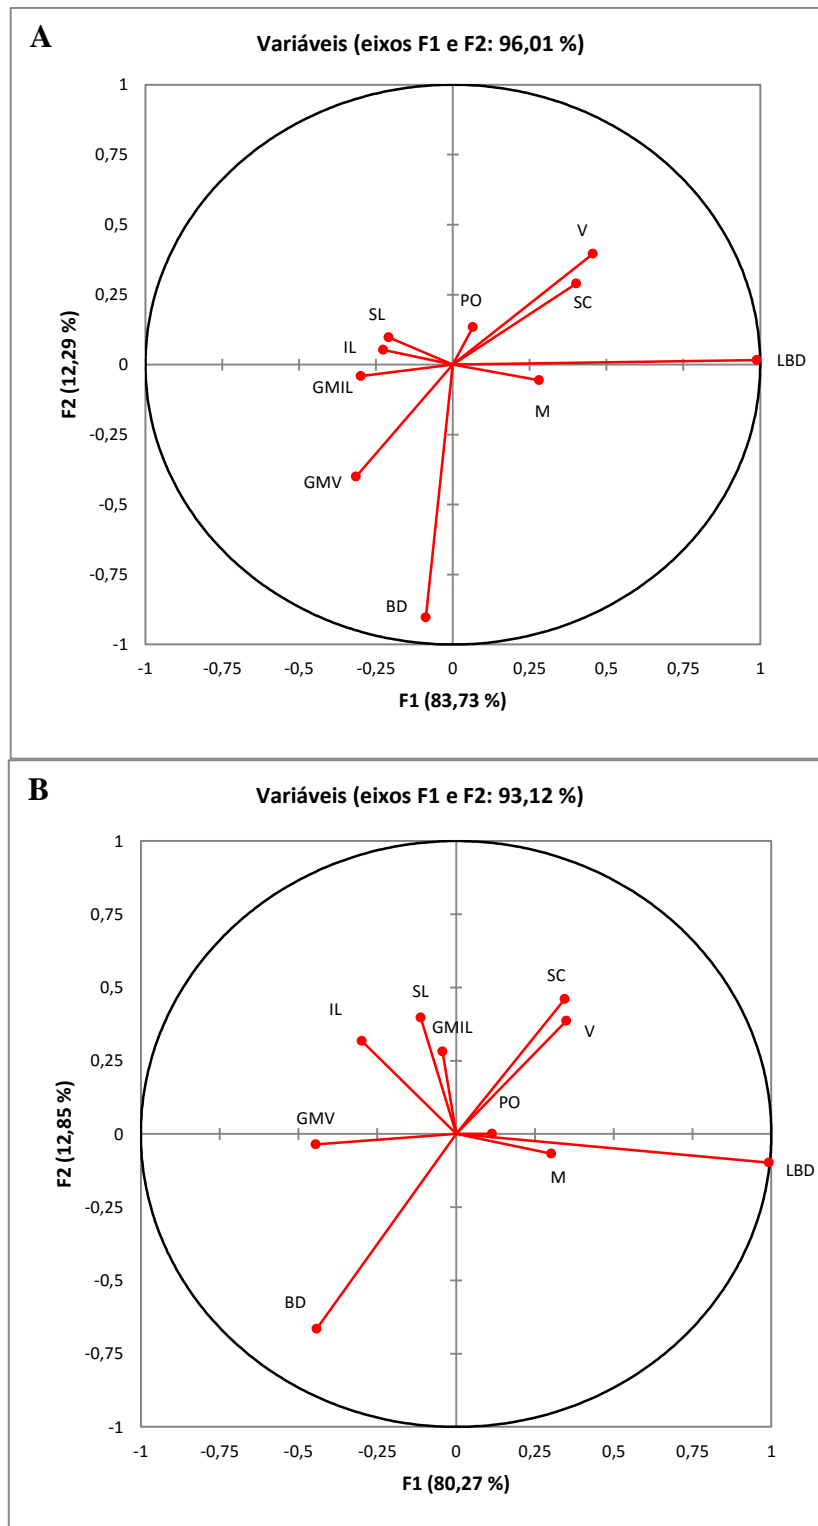 A
Variáveis (eixos F1 e F2: 96,01 %)
1
0,75
0,5
0,25
0
-0,25
-0,5
-0,75
-1
F2 (12,29 %)
V
SC
PO
SL
IL
GMIL
LBD
M
GMV
BD
-1 -0,75 -0,5 -0,25 0 0,25 0,5 0,75 1
F1 (83,73 %)
B
Variáveis (eixos F1 e F2: 93,12 %)
1
0,75
0,5
0,25
0
-0,25
-0,5
-0,75
-1
F2 (12,85 %)
SC
SL
IL
GMIL
V
PO
GMV
LBD
M
BD
-1 -0,75 -0,5 -0,25 0 0,25 0,5 0,75 1
F1 (80,27 %)